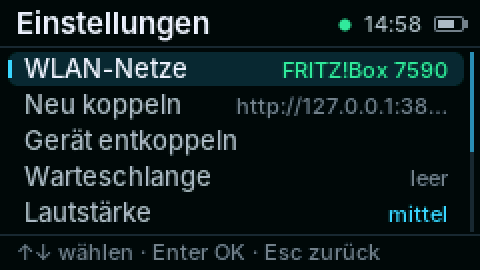 Einstellungen 14:58
WLAN-Netze FRITZ!Box 7590
Neu koppeln http://127.0.0.1:38...
Gerät entkoppeln
Warteschlange leer
Lautstärke mittel
↑↓ wählen · Enter OK · Esc zurück